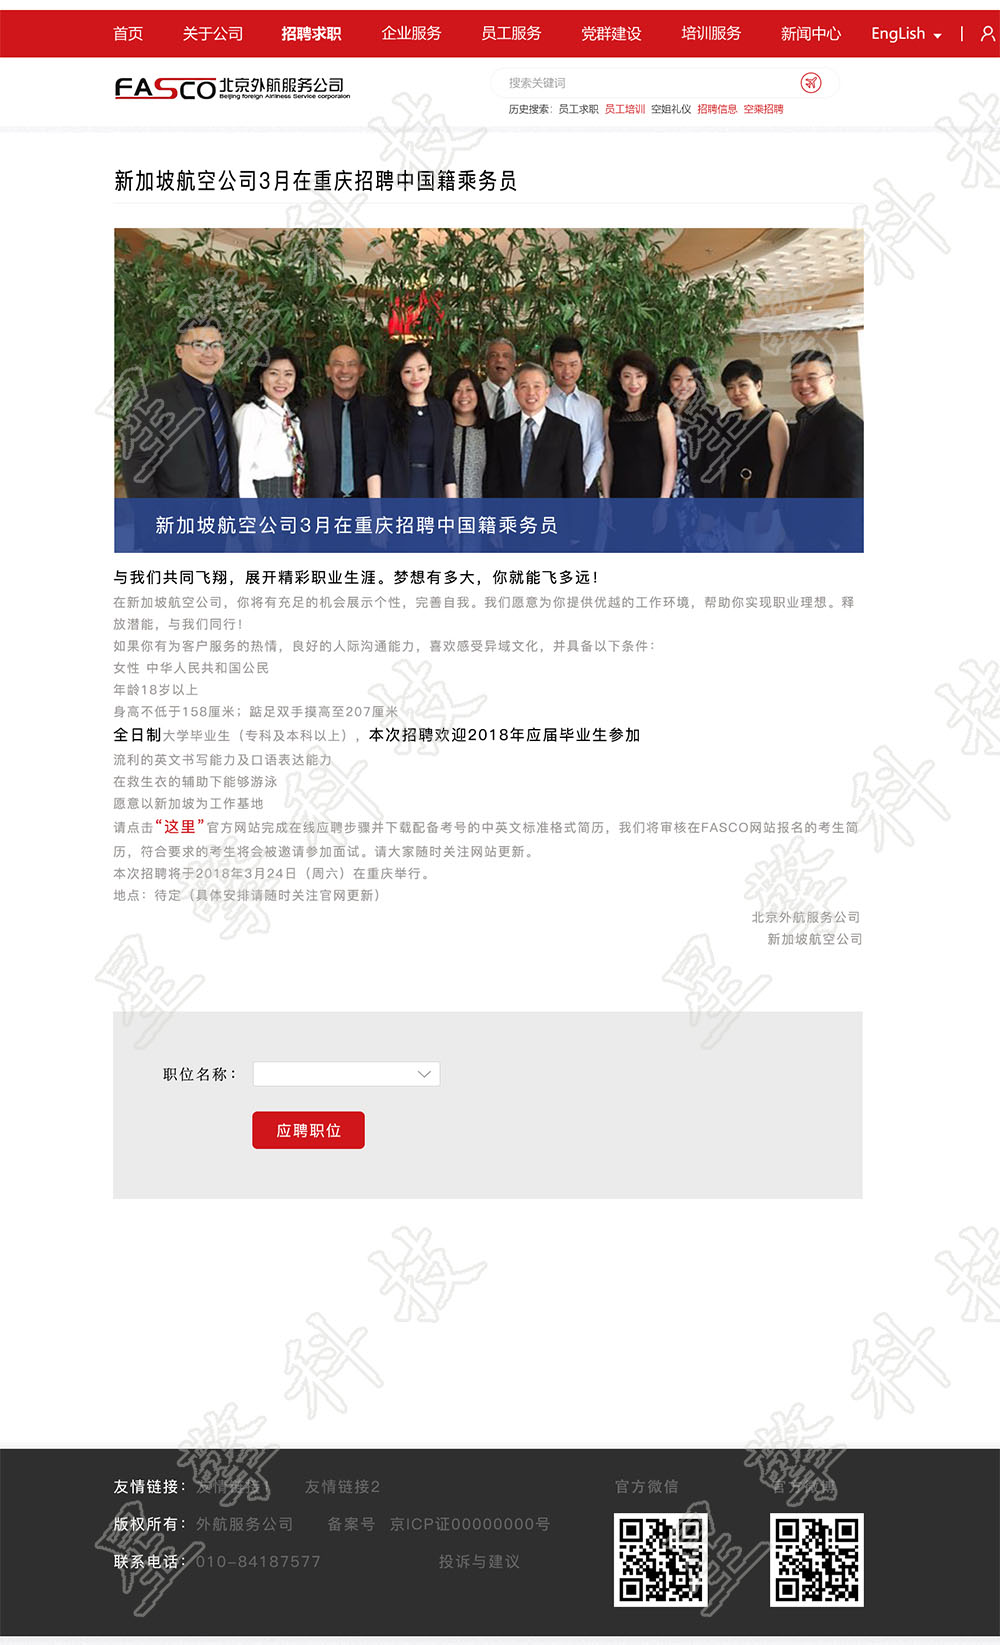 首页 关于公司 招聘求职 企业服务 员工服务 党群建设 培训服务 新闻中心 EngLish
FASCO 北京外航服务公司
Beijing foreign Airliness Service corporaion
搜索关键词
历史搜索：员工求职 员工培训 空姐礼仪 招聘信息 空乘招聘
新加坡航空公司3月在重庆招聘中国籍乘务员
新加坡航空公司3月在重庆招聘中国籍乘务员
与我们共同飞翔，展开精彩职业生涯。梦想有多大，你就能飞多远！
在新加坡航空公司，你将有充足的机会展示个性，完善自我。我们愿意为你提供优越的工作环境，帮助你实现职业理想。释
放潜能，与我们同行！
如果你有为客户服务的热情，良好的人际沟通能力，喜欢感受异域文化，并具备以下条件：
女性 中华人民共和国公民
年龄18岁以上
身高不低于158厘米；踮足双手摸高至207厘米
全日制大学毕业生（专科及本科以上），本次招聘欢迎2018年应届毕业生参加
流利的英文书写能力及口语表达能力
在救生衣的辅助下能够游泳
愿意以新加坡为工作基地
请点击“这里”官方网站完成在线应聘步骤并下载配备考号的中英文标准格式简历，我们将审核在FASCO网站报名的考生简
历，符合要求的考生将会被邀请参加面试。请大家随时关注网站更新。
本次招聘将于2018年3月24日（周六）在重庆举行。
地点：待定（具体安排请随时关注官网更新）
北京外航服务公司
新加坡航空公司
职位名称：
应聘职位
友情链接：友情链接1 友情链接2 官方微信 官方微博
版权所有：外航服务公司 备案号 京ICP证00000000号
联系电话：010-84187577 投诉与建议
星擎科技